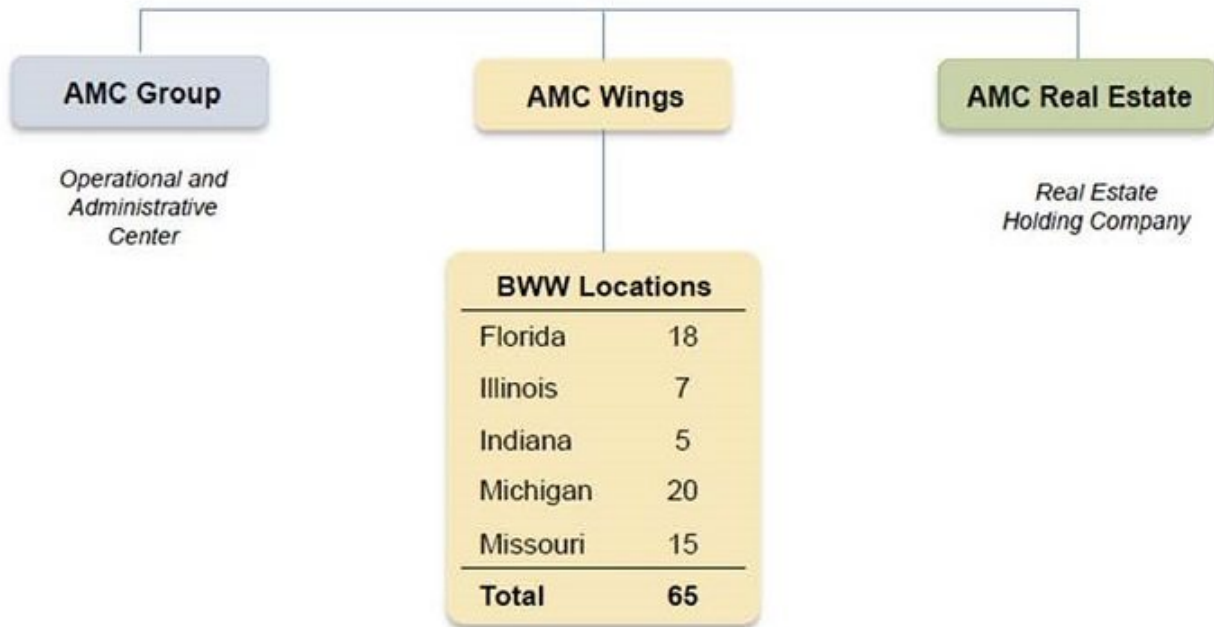 AMC Group
AMC Wings
AMC Real Estate
Operational and
Administrative
Center
Real Estate
Holding Company
BWW Locations
Florida 18
Illinois 7
Indiana 5
Michigan 20
Missouri 15
Total 65